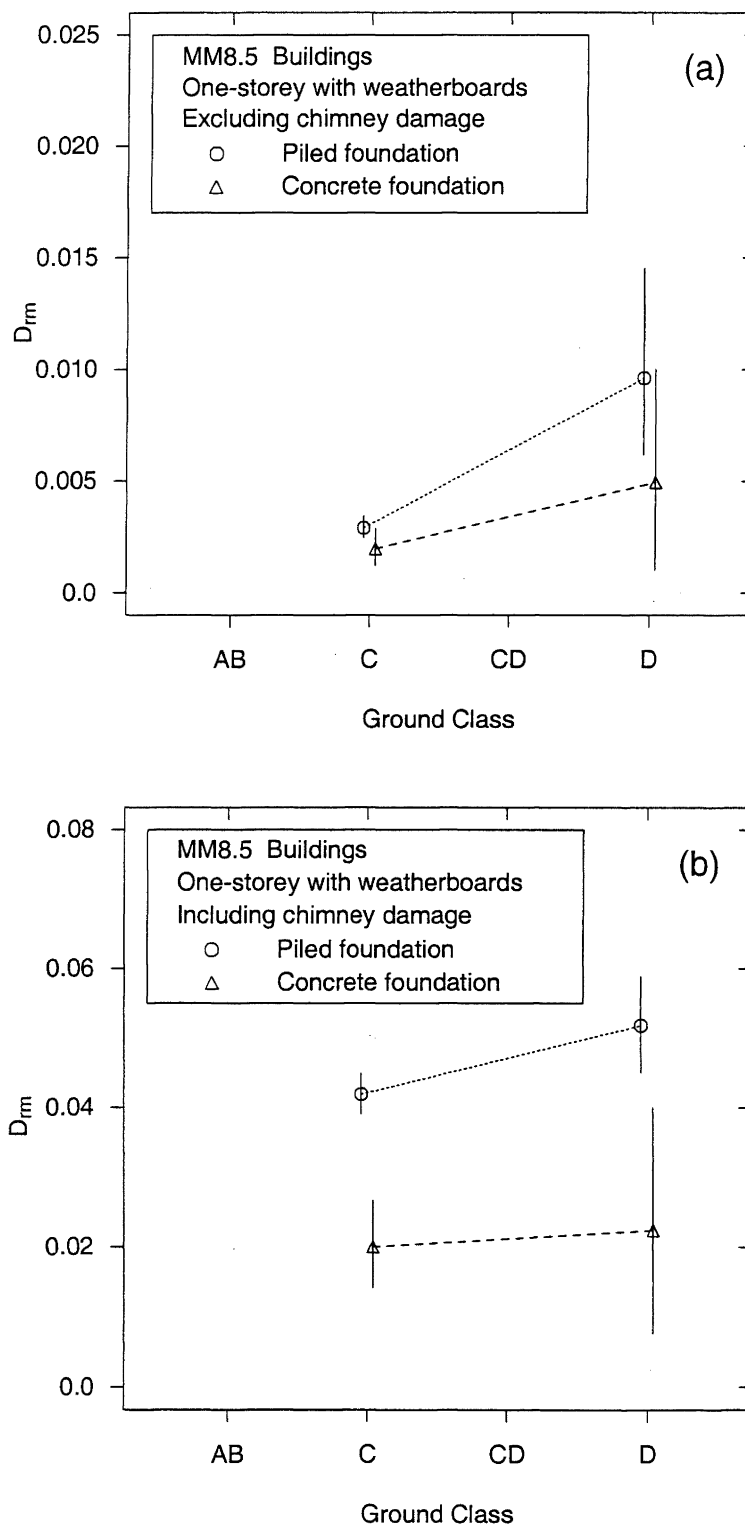 0.025
0.020
0.015
0.010
0.005
0.0
D_rm
MM8.5 Buildings
One-storey with weatherboards
Excluding chimney damage
Piled foundation
Concrete foundation
(a)
AB C CD D
Ground Class
0.08
0.06
0.04
0.02
0.0
D_rm
MM8.5 Buildings
One-storey with weatherboards
Including chimney damage
Piled foundation
Concrete foundation
(b)
AB C CD D
Ground Class